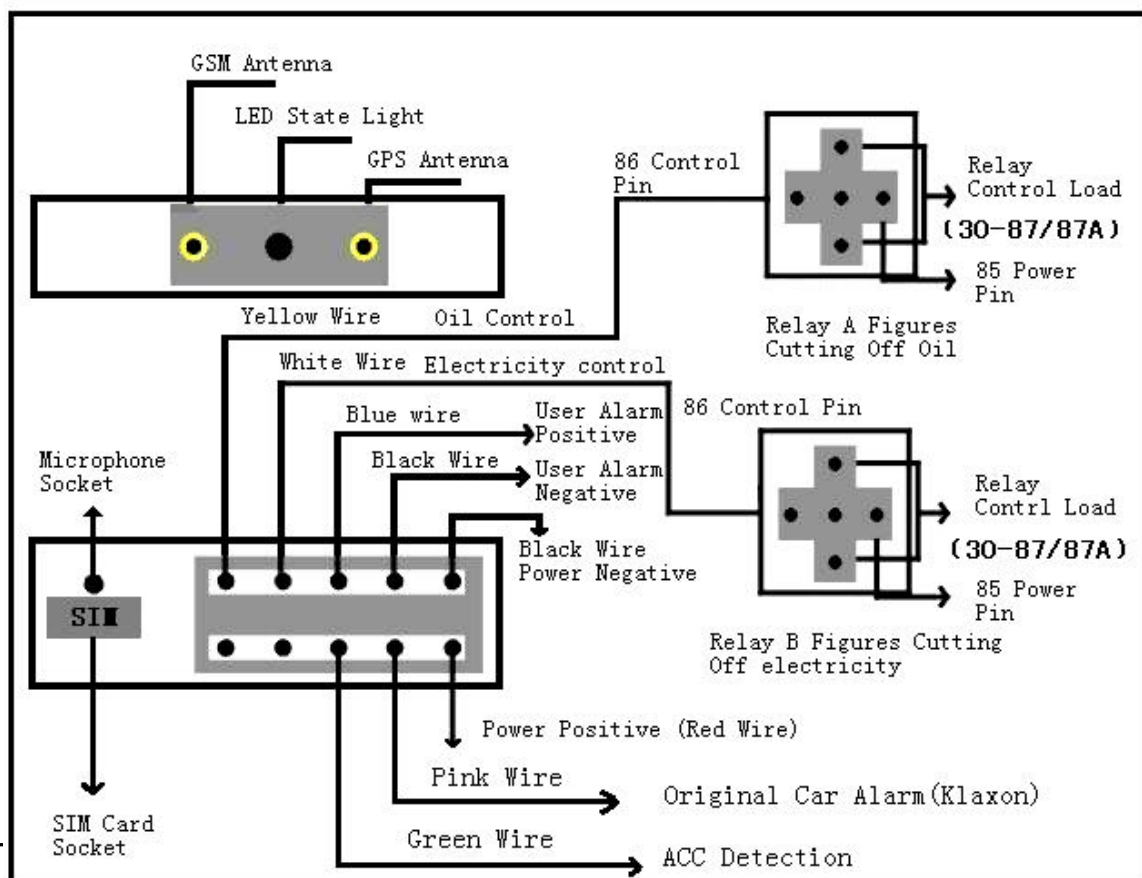 GSM Antenna
LED State Light
GPS Antenna
86 Control
Pin
Relay
Control Load
(30-87/87A)
85 Power
Pin
Relay A Figures
Cutting Off Oil
Yellow Wire
Oil Control
White Wire
Electricity control
86 Control Pin
Blue wire
User Alarm
Positive
Black Wire
User Alarm
Negative
Black Wire
Power Negative
Relay
Contrl Load
(30-87/87A)
85 Power
Pin
Relay B Figures Cutting
Off electricity
Microphone
Socket
SIM
SIM Card
Socket
Power Positive (Red Wire)
Pink Wire
Original Car Alarm(Klaxon)
Green Wire
ACC Detection